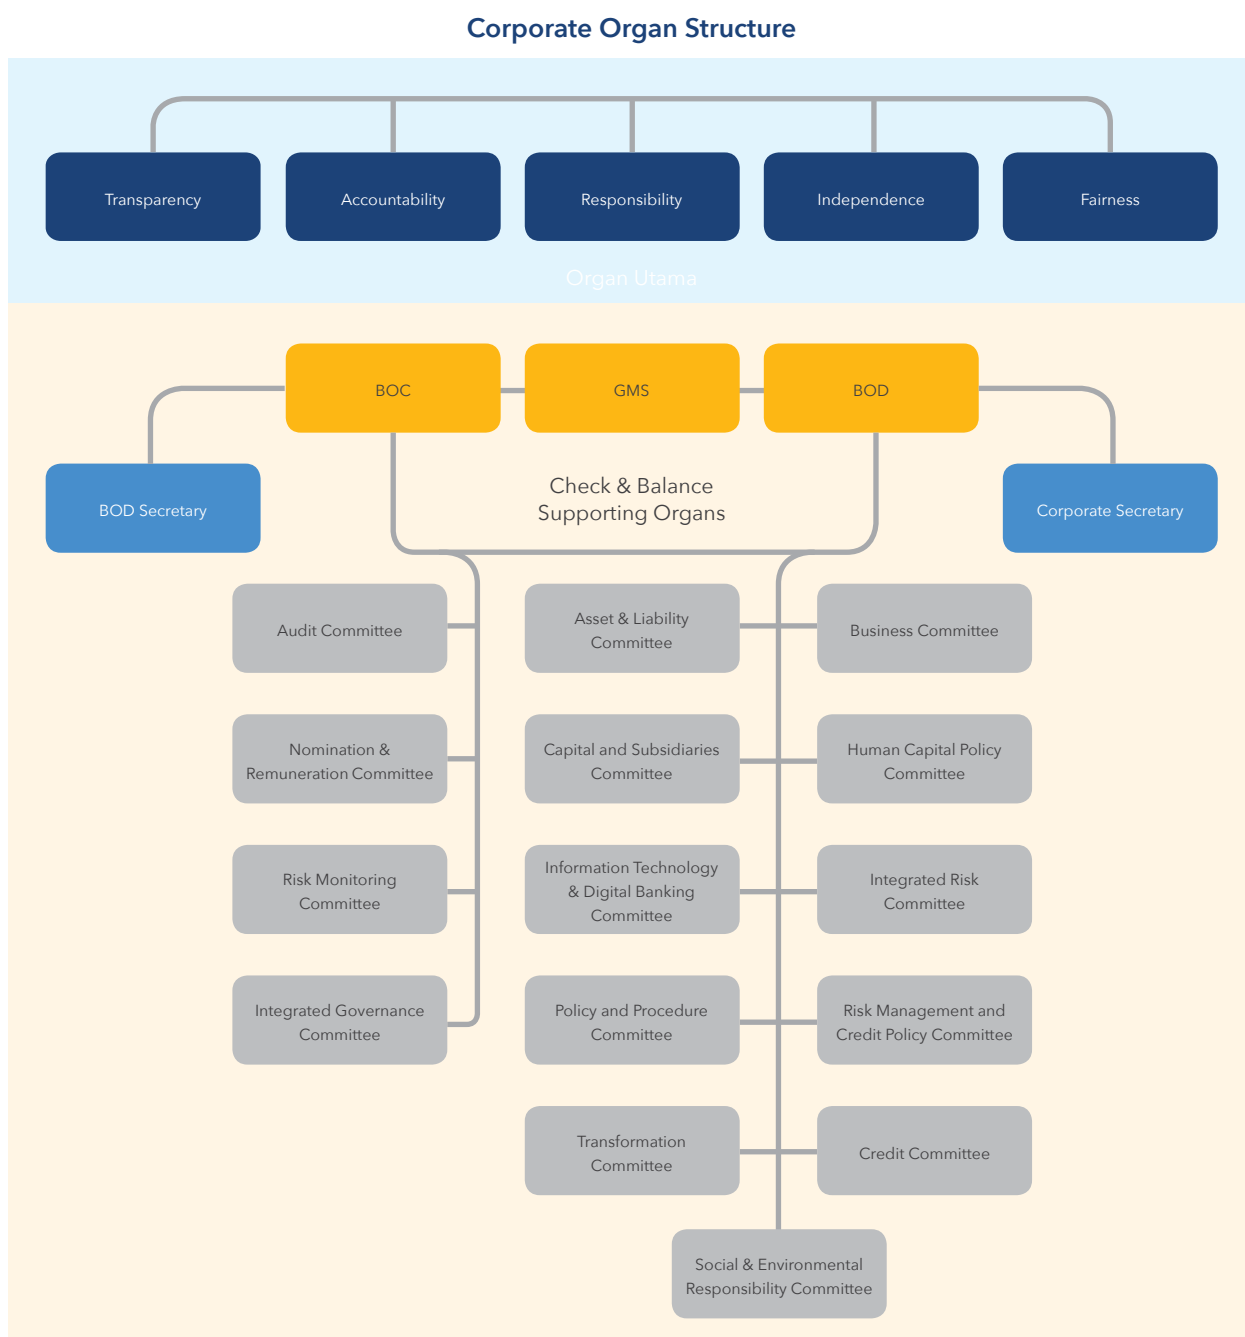 Corporate Organ Structure
Transparency
Accountability
Responsibility
Independence
Fairness
Organ Utama
BOC
GMS
BOD
BOD Secretary
Check & Balance
Supporting Organs
Corporate Secretary
Audit Committee
Asset & Liability
Committee
Business Committee
Nomination &
Remuneration Committee
Capital and Subsidiaries
Committee
Human Capital Policy
Committee
Risk Monitoring
Committee
Information Technology
& Digital Banking
Committee
Integrated Risk
Committee
Integrated Governance
Committee
Policy and Procedure
Committee
Risk Management and
Credit Policy Committee
Transformation
Committee
Credit Committee
Social & Environmental
Responsibility Committee